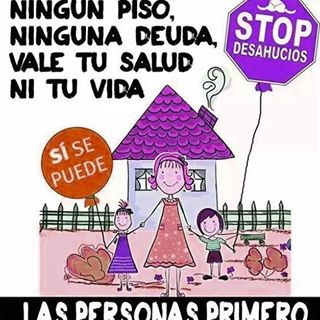 NINGÚN PISO,
NINGUNA DEUDA,
VALE TU SALUD
NI TU VIDA
STOP
DESAHUCIOS
SÍ SE
PUEDE
LAS PERSONAS PRIMERO